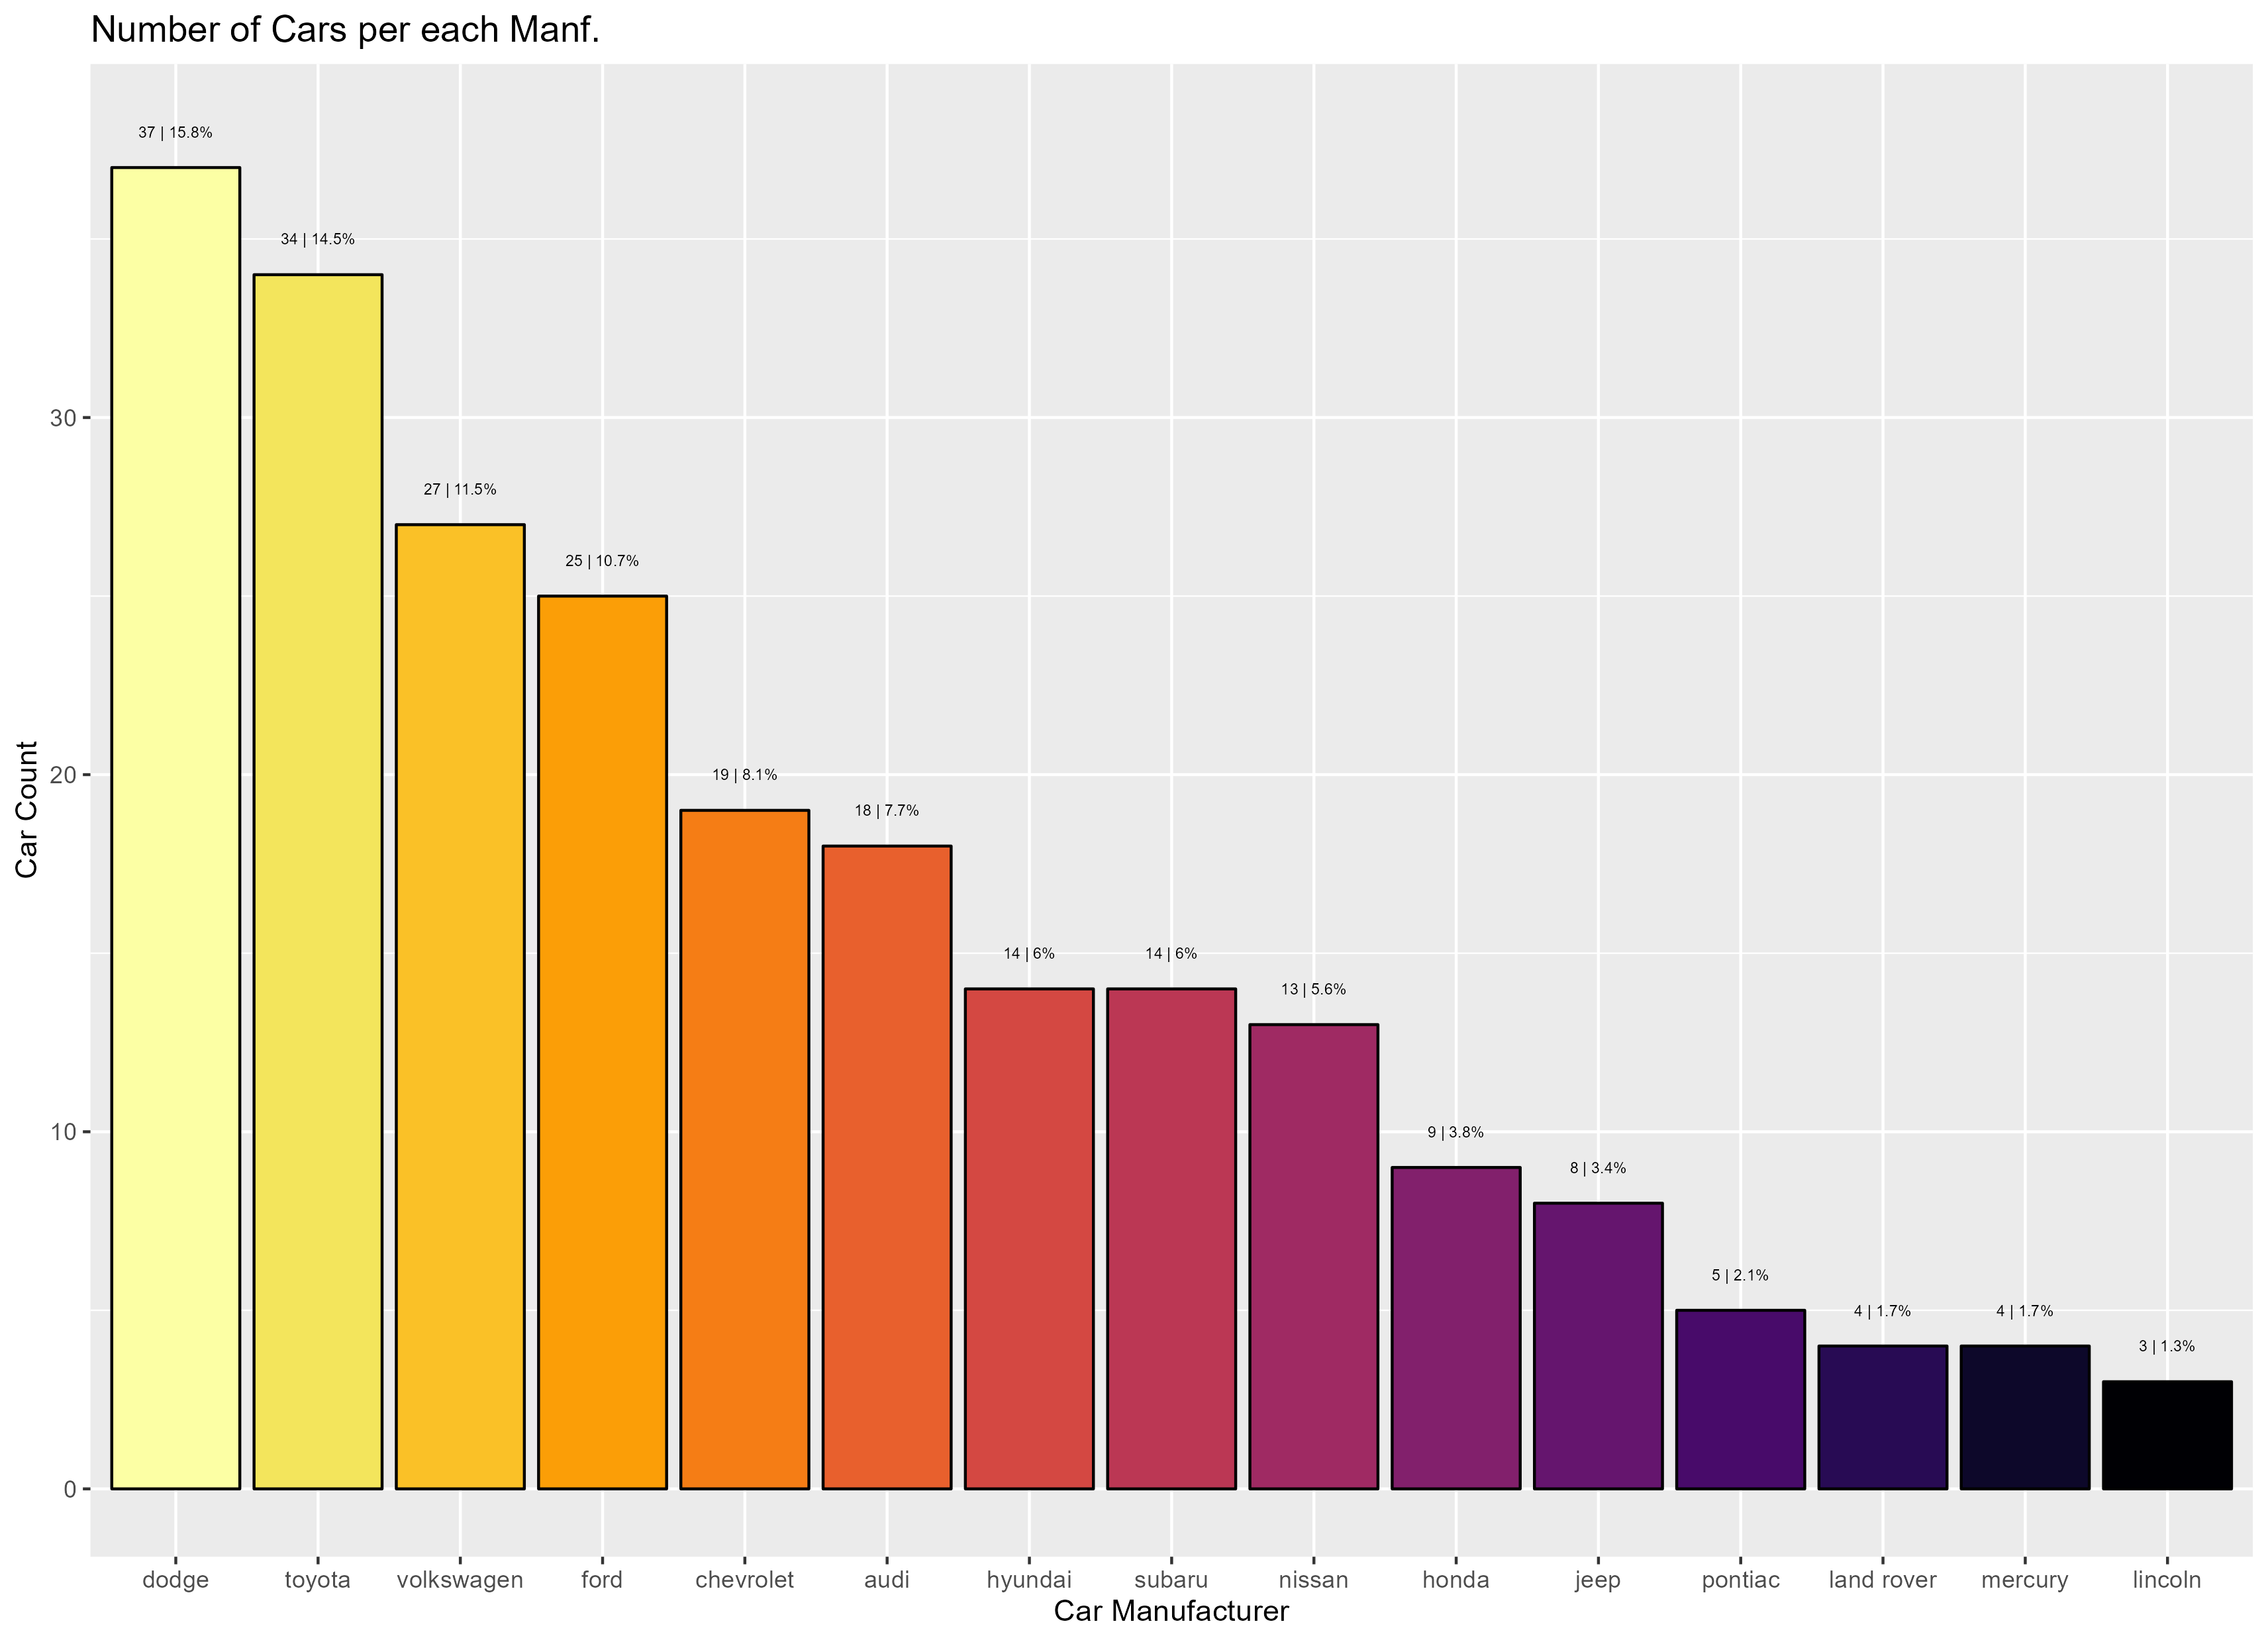 Number of Cars per each Manf.
37 | 15.8%
34 | 14.5%
27 | 11.5%
25 | 10.7%
19 | 8.1%
18 | 7.7%
14 | 6%
14 | 6%
13 | 5.6%
9 | 3.8%
8 | 3.4%
5 | 2.1%
4 | 1.7%
4 | 1.7%
3 | 1.3%
30
20
10
0
Car Count
dodge toyota volkswagen ford chevrolet audi hyundai subaru nissan honda jeep pontiac land rover mercury lincoln
Car Manufacturer